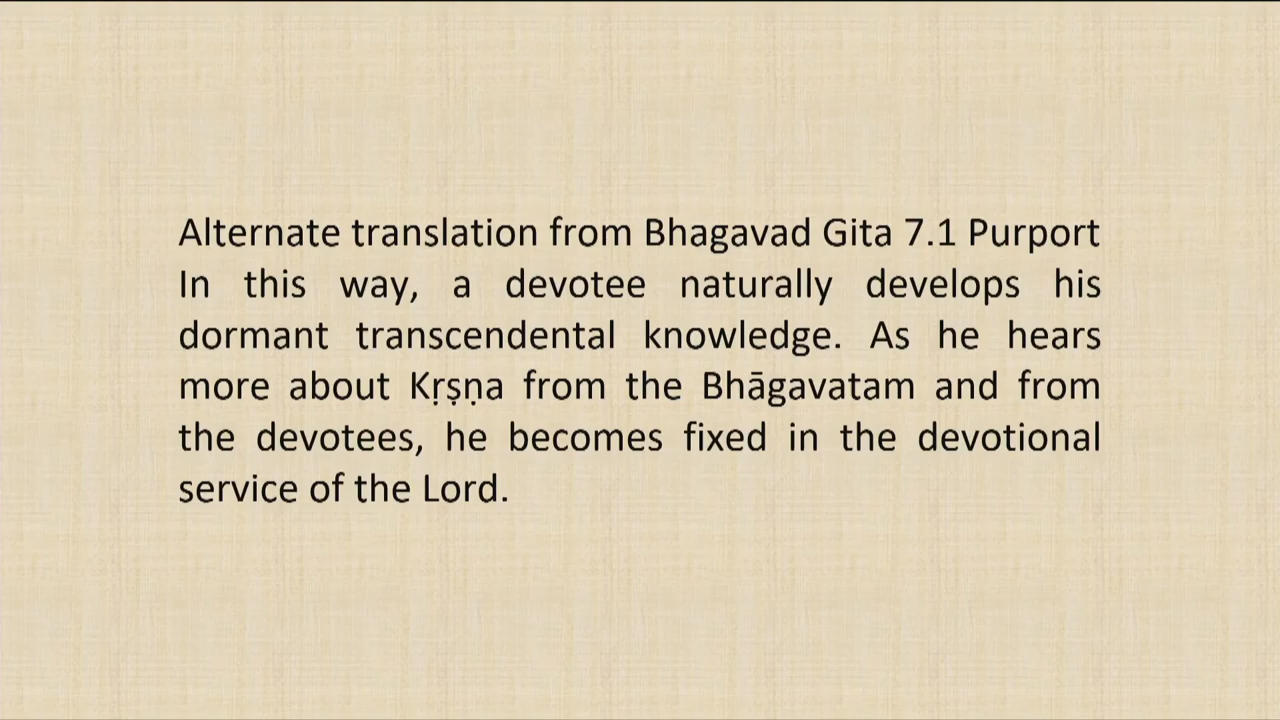 Alternate translation from Bhagavad Gita 7.1 Purport
In this way, a devotee naturally develops his
dormant transcendental knowledge. As he hears
more about Kṛṣṇa from the Bhāgavatam and from
the devotees, he becomes fixed in the devotional
service of the Lord.